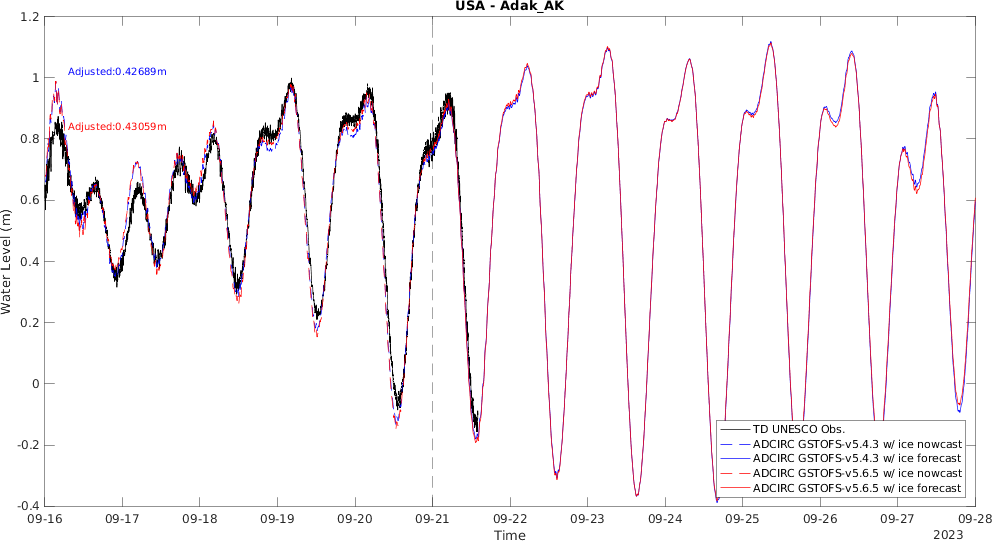 USA - Adak_AK
1.2
1
0.8
0.6
0.4
0.2
0
-0.2
-0.4
Water Level (m)
Adjusted:0.42689m
Adjusted:0.43059m
TD UNESCO Obs.
ADCIRC GSTOFS-v5.4.3 w/ ice nowcast
ADCIRC GSTOFS-v5.4.3 w/ ice forecast
ADCIRC GSTOFS-v5.6.5 w/ ice nowcast
ADCIRC GSTOFS-v5.6.5 w/ ice forecast
09-16 09-17 09-18 09-19 09-20 09-21 09-22 09-23 09-24 09-25 09-26 09-27 09-28
Time
2023